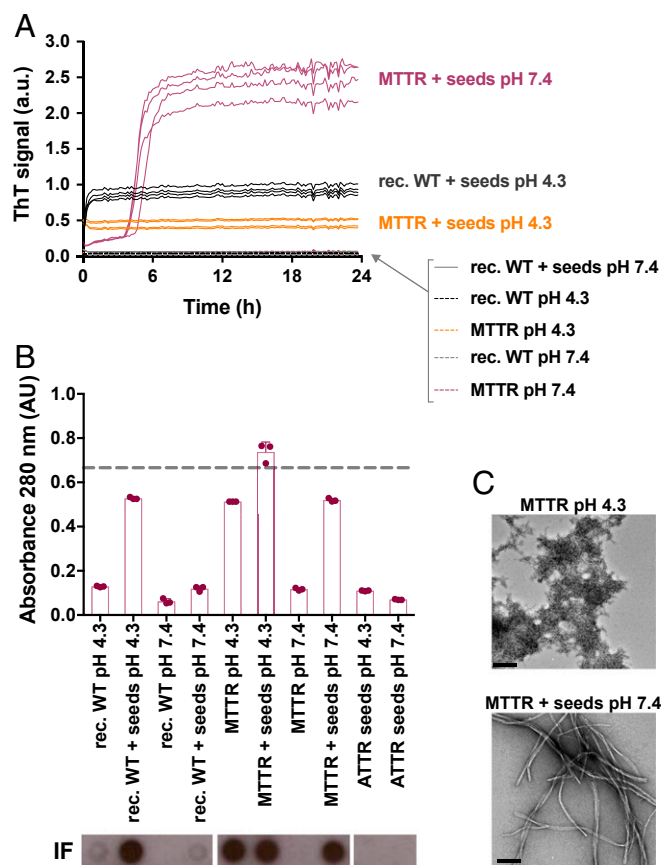 A
3.0
2.5
2.0
1.5
1.0
0.5
0.0
ThT signal (a.u.)
0
6
12
18
24
Time (h)
MTTR + seeds pH 7.4
rec. WT + seeds pH 4.3
MTTR + seeds pH 4.3
rec. WT + seeds pH 7.4
rec. WT pH 4.3
MTTR pH 4.3
rec. WT pH 7.4
MTTR pH 7.4
B
1.0
0.8
0.6
0.4
0.2
0.0
Absorbance 280 nm (AU)
rec. WT pH 4.3
rec. WT + seeds pH 4.3
rec. WT pH 7.4
rec. WT + seeds pH 7.4
MTTR pH 4.3
MTTR + seeds pH 4.3
MTTR pH 7.4
MTTR + seeds pH 7.4
ATTR seeds pH 4.3
ATTR seeds pH 7.4
IF
C
MTTR pH 4.3
MTTR + seeds pH 7.4